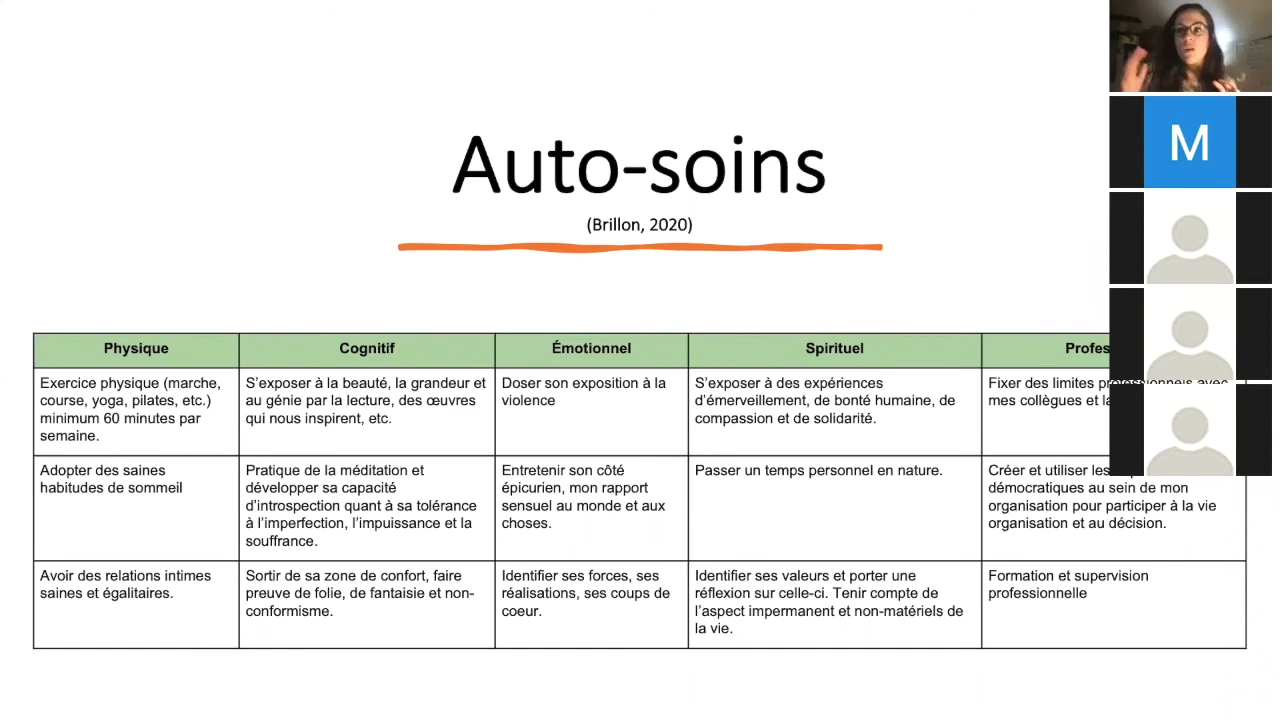 M
Auto-soins
(Brillon, 2020)
Physique
Cognitif
Émotionnel
Spirituel
Exercice physique (marche,
course, yoga, pilates, etc.)
minimum 60 minutes par
semaine.
S’exposer à la beauté, la grandeur et
au génie par la lecture, des œuvres
qui nous inspirent, etc.
Doser son exposition à la
violence
S’exposer à des expériences
d’émerveillement, de bonté humaine, de
compassion et de solidarité.
Fixer des limites professionnels avec
mes collègues et
Adopter des saines
habitudes de sommeil
Pratique de la méditation et
développer sa capacité
d’introspection quant à sa tolérance
à l’imperfection, l’impuissance et la
souffrance.
Entretenir son côté
épicurien, mon rapport
sensuel au monde et aux
choses.
Passer un temps personnel en nature.
Créer et utiliser les
démocratiques au sein de mon
organisation pour participer à la vie
organisation et au décision.
Avoir des relations intimes
saines et égalitaires.
Sortir de sa zone de confort, faire
preuve de folie, de fantaisie et non-
conformisme.
Identifier ses forces, ses
réalisations, ses coups de
coeur.
Identifier ses valeurs et porter une
réflexion sur celle-ci. Tenir compte de
l’aspect impermanent et non-matériels de
la vie.
Formation et supervision
professionnelle